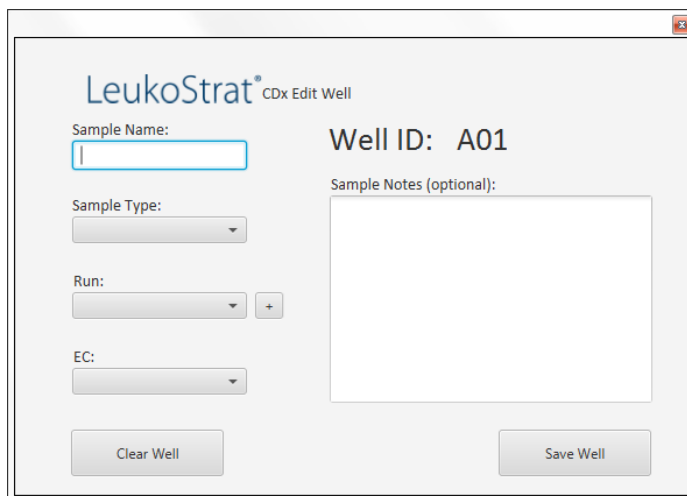 LeukoStrat® CDx Edit Well
Sample Name:
Well ID: A01
Sample Notes (optional):
Sample Type:
Run:
+
EC:
Clear Well
Save Well